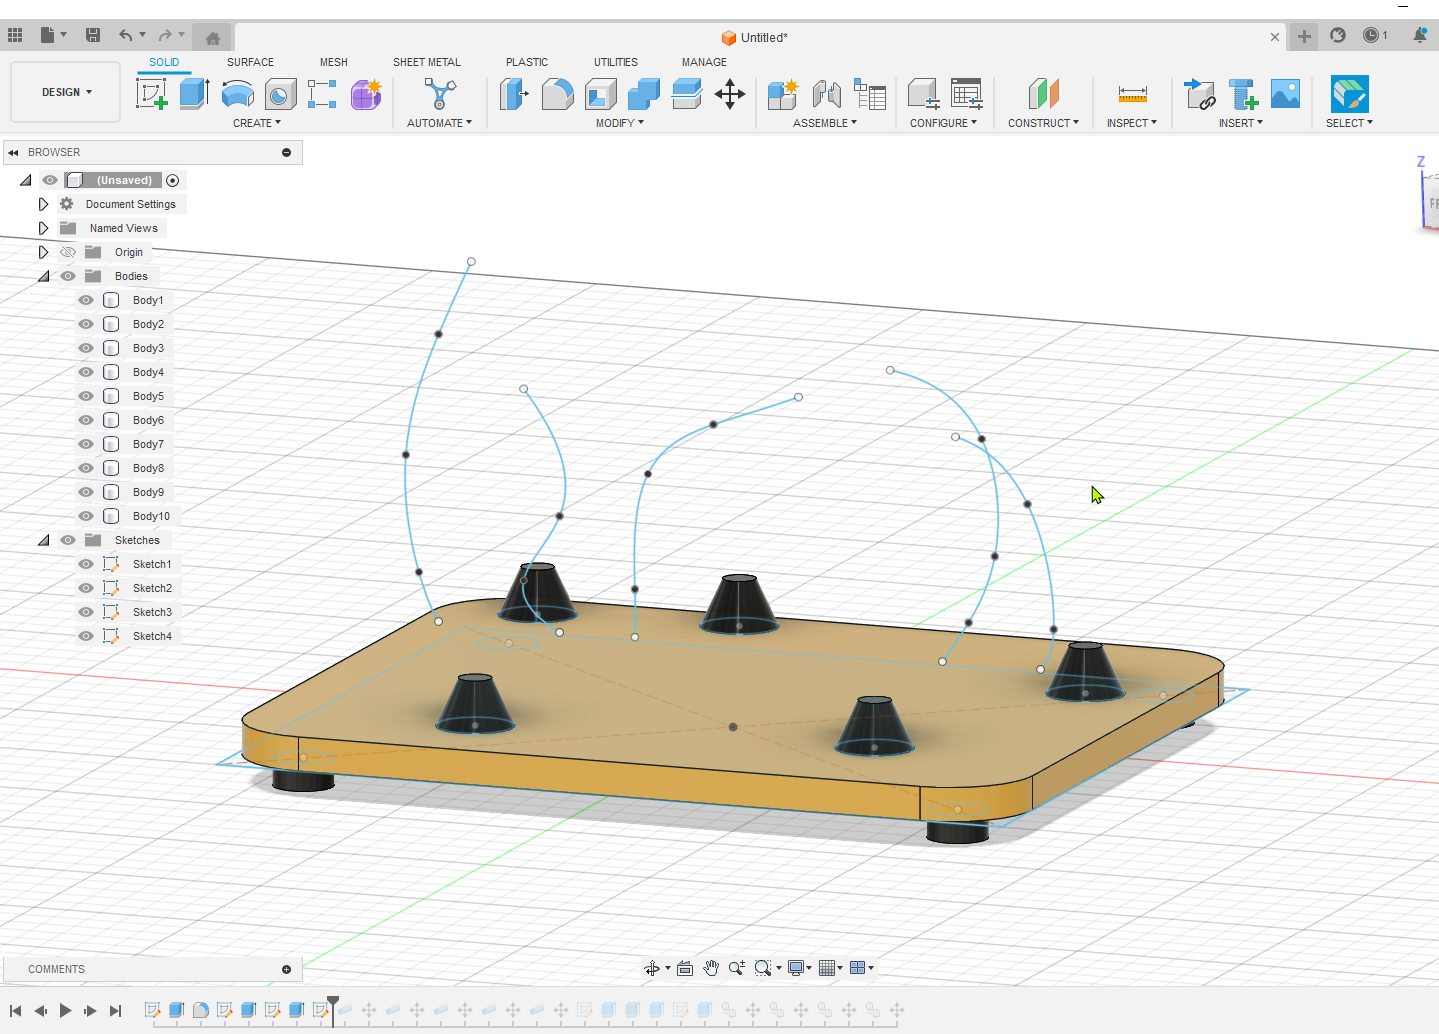 Untitled*
1
SOLID SURFACE MESH SHEET METAL PLASTIC UTILITIES MANAGE
DESIGN
CREATE AUTOMATE MODIFY ASSEMBLE CONFIGURE CONSTRUCT INSPECT INSERT SELECT
BROWSER
Z
(Unsaved)
Document Settings
Named Views
Origin
Bodies
Body1
Body2
Body3
Body4
Body5
Body6
Body7
Body8
Body9
Body10
Sketches
Sketch1
Sketch2
Sketch3
Sketch4
COMMENTS